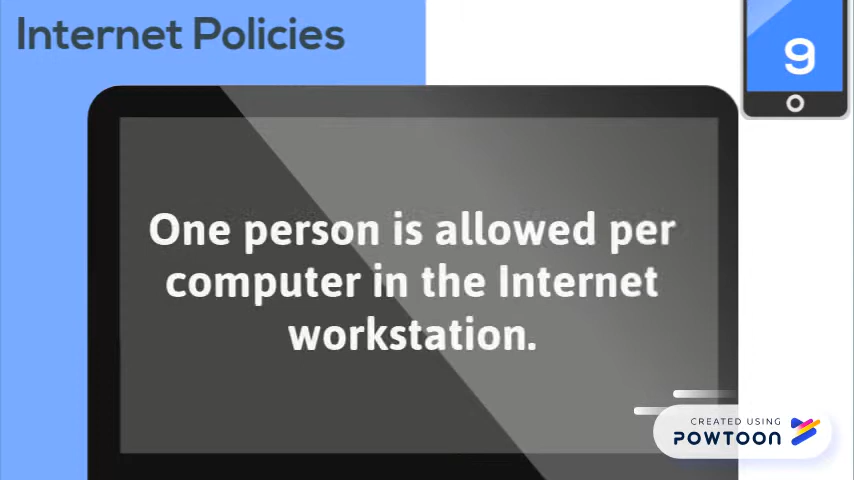 Internet Policies
9
One person is allowed per
computer in the Internet
workstation.
CREATED USING
POWTOON